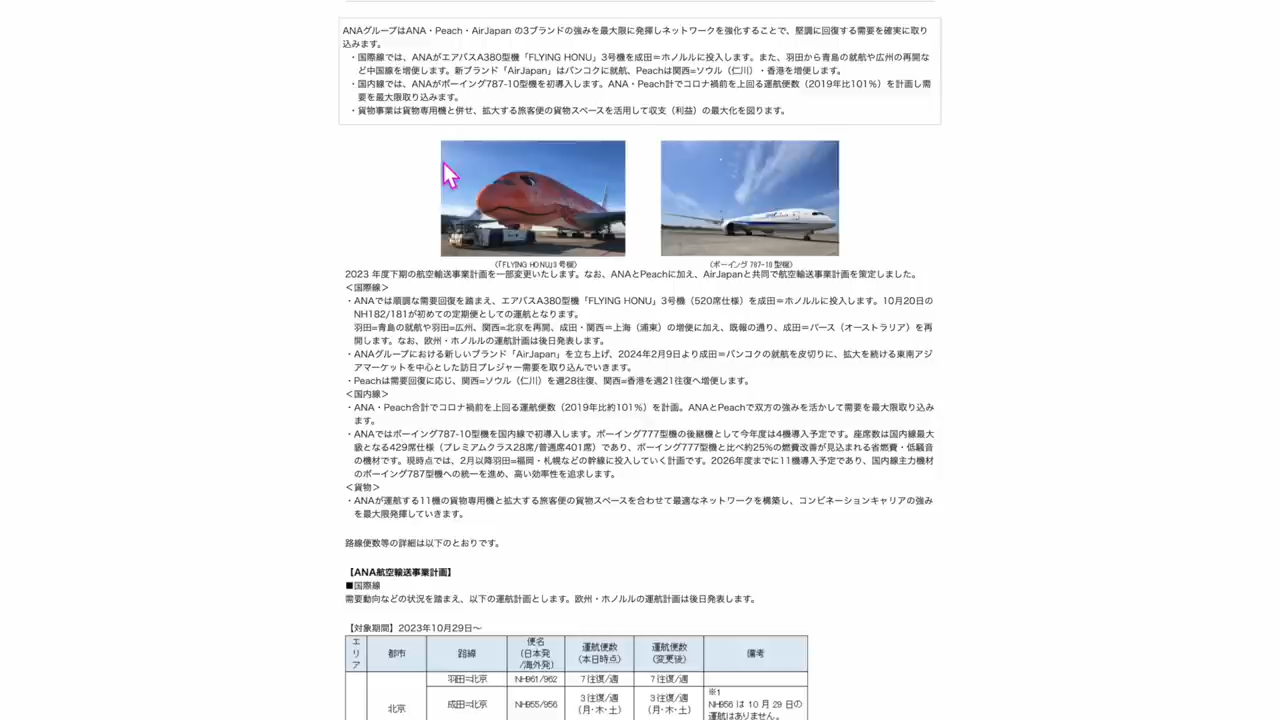 ANAグループはANA・Peach・AirJapan の3ブランドの強みを最大限に発揮しネットワークを強化することで、堅調に回復する需要を確実に取り
込みます。
・国際線では、ANAがエアバスA380型機「FLYING HONU」3号機を成田＝ホノルルに投入します。また、羽田から青島の就航や広州の再開な
ど中国線を増便します。新ブランド「AirJapan」はバンコクに就航、Peachは関西=ソウル（仁川）・香港を増便します。
・国内線では、ANAがボーイング787-10型機を初導入します。ANA・Peach計でコロナ禍前を上回る運航便数（2019年比101％）を計画し需
要を最大限取り込みます。
・貨物事業は貨物専用機と併せ、拡大する旅客便の貨物スペースを活用して収支（利益）の最大化を図ります。
（「FLYING HONU」3号機）
（ボーイング 787-10 型機）
2023 年度下期の航空輸送事業計画を一部変更いたします。なお、ANAとPeachに加え、AirJapanと共同で航空輸送事業計画を策定しました。
＜国際線＞
・ANAでは順調な需要回復を踏まえ、エアバスA380型機「FLYING HONU」3号機（520席仕様）を成田＝ホノルルに投入します。10月20日の
NH182/181が初めての定期便としての運航となります。
羽田=青島の就航や羽田=広州、関西=北京を再開、成田・関西＝上海（浦東）の増便に加え、既報の通り、成田＝パース（オーストラリア）を再
開します。なお、欧州・ホノルルの運航計画は後日発表します。
・ANAグループにおける新しいブランド「AirJapan」を立ち上げ、2024年2月9日より成田＝バンコクの就航を皮切りに、拡大を続ける東南アジ
アマーケットを中心とした訪日プレジャー需要を取り込んでいきます。
・Peachは需要回復に応じ、関西=ソウル（仁川）を週28往復、関西=香港を週21往復へ増便します。
＜国内線＞
・ANA・Peach合計でコロナ禍前を上回る運航便数（2019年比約101％）を計画。ANAとPeachで双方の強みを活かして需要を最大限取り込み
ます。
・ANAではボーイング787-10型機を国内線で初導入します。ボーイング777型機の後継機として今年度は4機導入予定です。座席数は国内線最大
級となる429席仕様（プレミアムクラス28席/普通席401席）であり、ボーイング777型機と比べ約25%の燃費改善が見込まれる省燃費・低騒音
の機材です。現時点では、2月以降羽田=福岡・札幌などの幹線に投入していく計画です。2026年度までに11機導入予定であり、国内線主力機材
のボーイング787型機への統一を進め、高い効率性を追求します。
＜貨物＞
・ANAが運航する11機の貨物専用機と拡大する旅客便の貨物スペースを合わせて最適なネットワークを構築し、コンビネーションキャリアの強み
を最大限発揮していきます。
路線便数等の詳細は以下のとおりです。
【ANA航空輸送事業計画】
■国際線
需要動向などの状況を踏まえ、以下の運航計画とします。欧州・ホノルルの運航計画は後日発表します。
【対象期間】2023年10月29日～
エリア 都市 路線 便名（日本発/海外発） 運航便数（本日時点） 運航便数（変更後） 備考
羽田=北京 NH961/962 7往復/週 7往復/週
北京 成田=北京 NH955/956 3往復/週（月・木・土） 3往復/週（月・木・土） ※1 NH956 は 10 月 29 日の運航はありません。